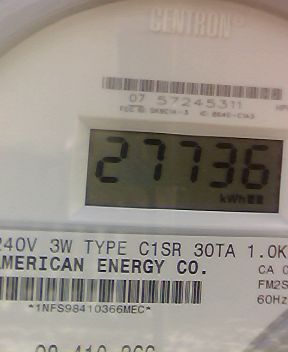 CENTRON®
07 57245311
27736
kWh
240V 3W TYPE C1SR 30TA 1.0K
AMERICAN ENERGY CO.
CA 0
FM2S
60Hz
*1NFS98410366MEC*